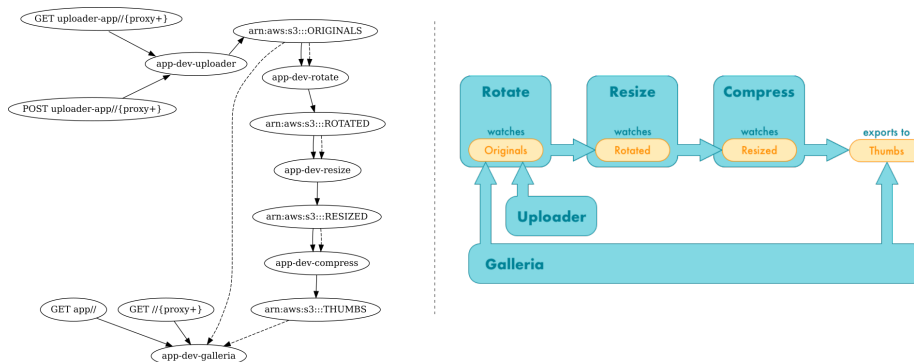 GET uploader-app//{proxy+}
arn:aws:s3:::ORIGINALS
app-dev-uploader
app-dev-rotate
POST uploader-app//{proxy+}
arn:aws:s3:::ROTATED
app-dev-resize
arn:aws:s3:::RESIZED
app-dev-compress
GET app//
GET //{proxy+}
arn:aws:s3:::THUMBS
app-dev-galleria
Rotate
Resize
Compress
watches
watches
watches
exports to
Originals
Rotated
Resized
Thumbs
Uploader
Galleria